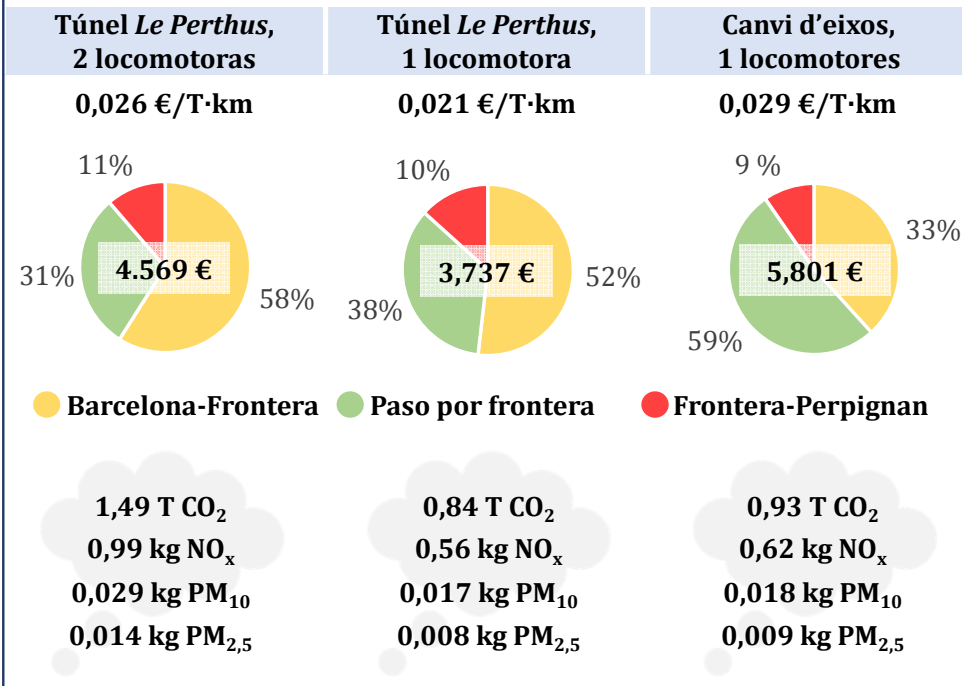 Túnel Le Perthus,
2 locomotoras
Túnel Le Perthus,
1 locomotora
Canvi d'eixos,
1 locomotores
0,026 €/T·km
0,021 €/T·km
0,029 €/T·km
11%
31%
4.569 €
58%
10%
38%
3,737 €
52%
9 %
33%
5,801 €
59%
Barcelona-Frontera
Paso por frontera
Frontera-Perpignan
1,49 T CO₂
0,99 kg NOₓ
0,029 kg PM₁₀
0,014 kg PM₂,₅
0,84 T CO₂
0,56 kg NOₓ
0,017 kg PM₁₀
0,008 kg PM₂,₅
0,93 T CO₂
0,62 kg NOₓ
0,018 kg PM₁₀
0,009 kg PM₂,₅